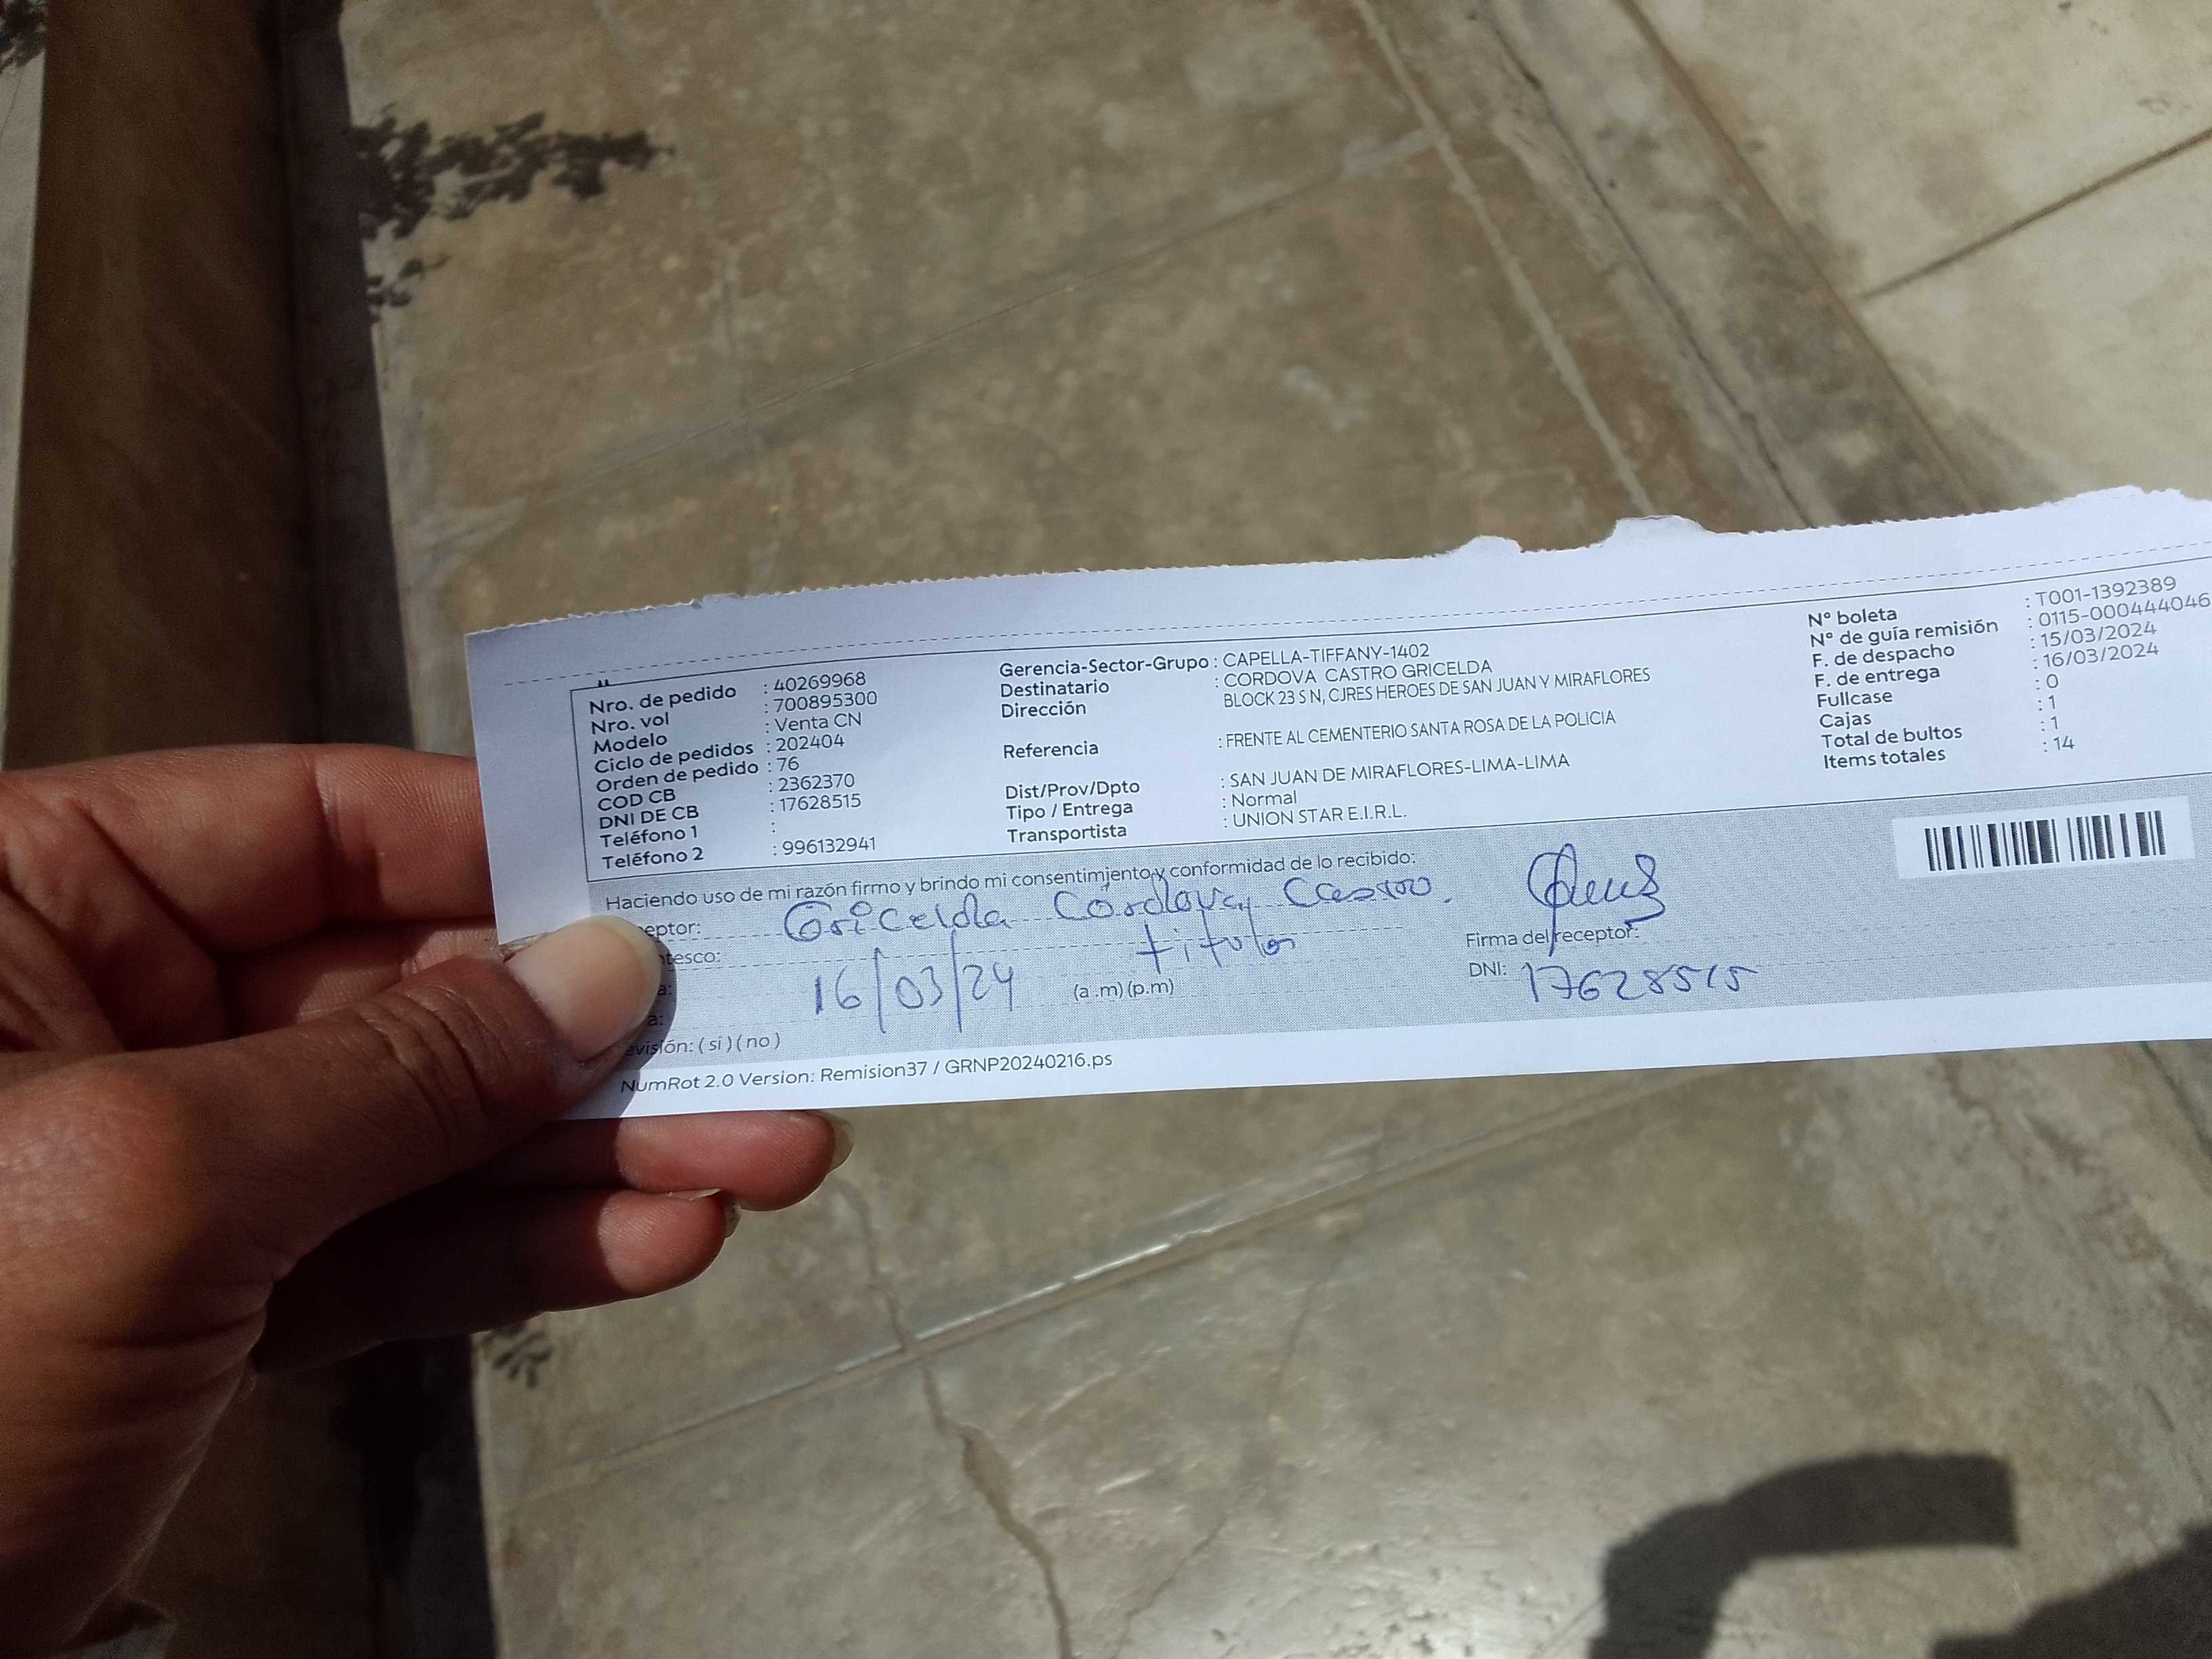 Nro. de pedido : 40269968
Nro. vol : 700895300
Modelo : Venta CN
Ciclo de pedidos : 202404
Orden de pedido : 76
COD CB : 2362370
DNI DE CB : 17628515
Teléfono 1 :
Teléfono 2 : 996132941
Gerencia-Sector-Grupo : CAPELLA-TIFFANY-1402
Destinatario : CORDOVA CASTRO GRICELDA
Dirección BLOCK 23 S N, CJRES HEROES DE SAN JUAN Y MIRAFLORES
Referencia : FRENTE AL CEMENTERIO SANTA ROSA DE LA POLICIA
Dist/Prov/Dpto : SAN JUAN DE MIRAFLORES-LIMA-LIMA
Tipo / Entrega : Normal
Transportista : UNION STAR E.I.R.L.
Nº boleta : T001-1392389
Nº de guía remisión : 0115-000444046
F. de despacho : 15/03/2024
F. de entrega : 16/03/2024
Fullcase : 0
Cajas : 1
Total de bultos : 1
Items totales : 14
Haciendo uso de mi razón firmo y brindo mi consentimiento y conformidad de lo recibido:
eptor: Gricelda Córdova Castro.
tesco: titular
a: 16/03/24 (a .m) (p.m)
a:
evisión: ( si ) ( no )
Firma del receptor:
DNI: 17628515
NumRot 2.0 Version: Remision37 / GRNP20240216.ps